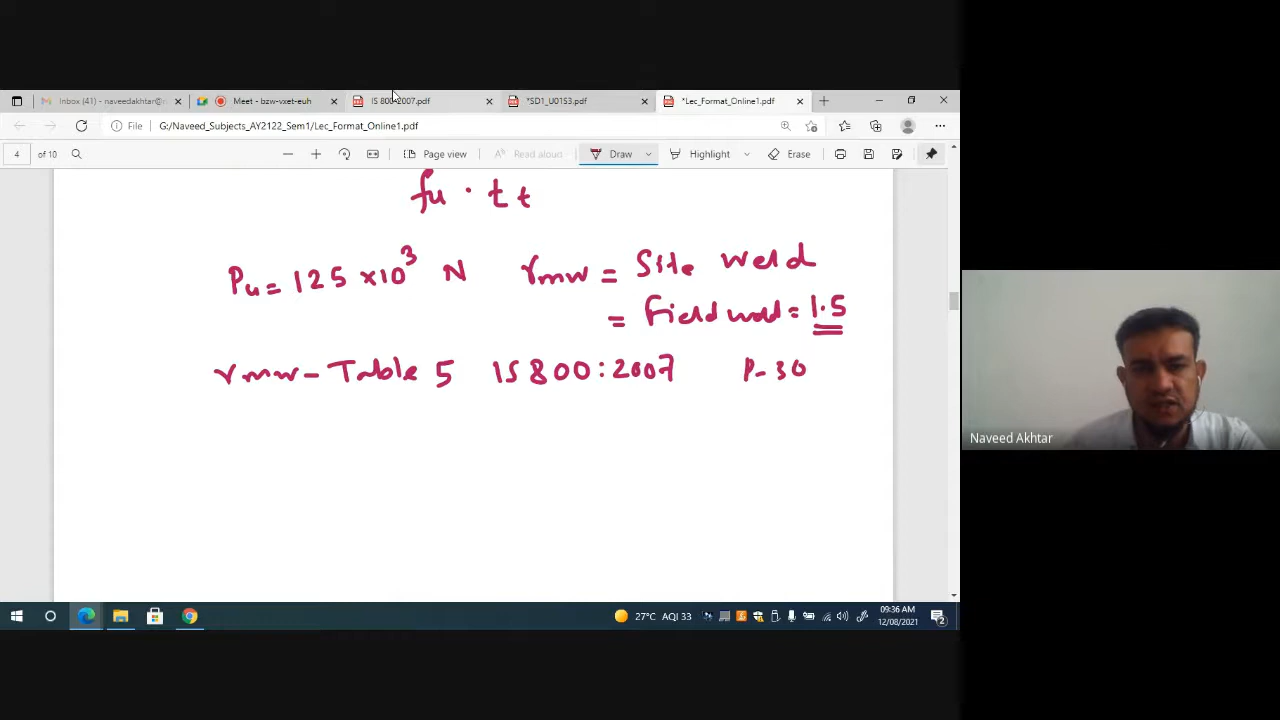 Inbox (41) - naveedakhtar@r
Meet - bzw-vxet-euh
IS 800-2007.pdf
*SD1_U0153.pdf
*Lec_Format_Online1.pdf
File
G:/Naveed_Subjects_AY2122_Sem1/Lec_Format_Online1.pdf
4 of 10
Page view
Read aloud
Draw
Highlight
Erase
fu · tt
Pu = 125 ×10³ N γmw = Site weld
= Field weld = 1.5
γmw - Table 5 IS 800:2007 P-30
Naveed Akhtar
27°C AQI 33
09:36 AM
12/08/2021
2